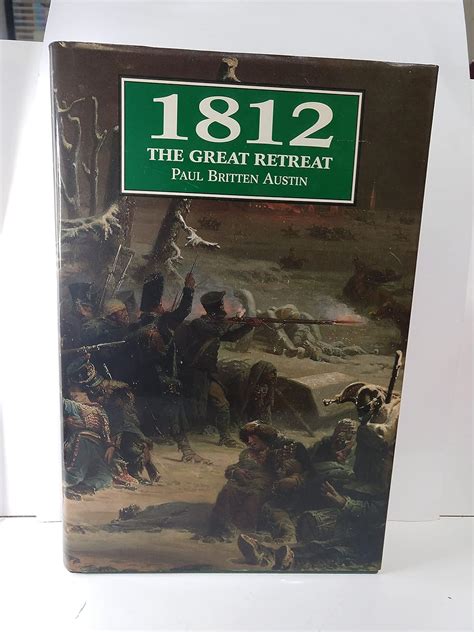 1812
THE GREAT RETREAT
PAUL BRITTEN AUSTIN